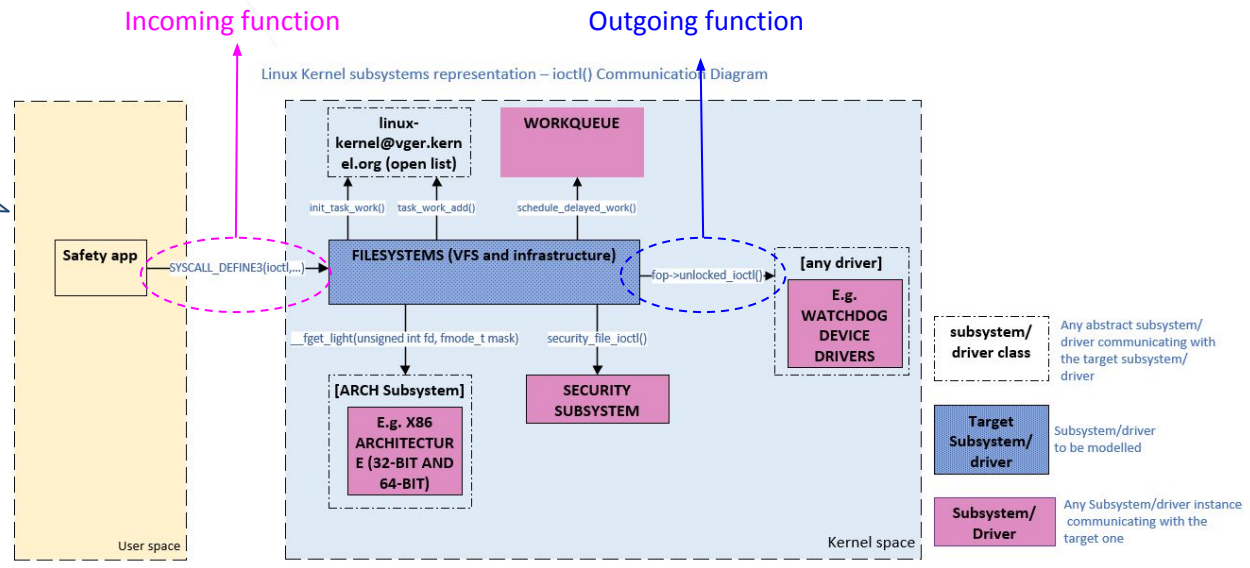 Incoming function
Outgoing function
Linux Kernel subsystems representation – ioctl() Communication Diagram
linux-
kernel@vger.kern
el.org (open list)
WORKQUEUE
init_task_work()
task_work_add()
schedule_delayed_work()
Safety app
SYSCALL_DEFINE3(ioctl,...)
FILESYSTEMS (VFS and infrastructure)
fop->unlocked_ioctl()
[any driver]
E.g.
WATCHDOG
DEVICE
DRIVERS
__fget_light(unsigned int fd, fmode_t mask)
security_file_ioctl()
[ARCH Subsystem]
E.g. X86
ARCHITECTUR
E (32-BIT AND
64-BIT)
SECURITY
SUBSYSTEM
subsystem/
driver class
Any abstract subsystem/
driver communicating with
the target subsystem/
driver
Target
Subsystem/
driver
Subsystem/driver
to be modelled
Subsystem/
Driver
Any Subsystem/driver instance
communicating with the
target one
User space
Kernel space